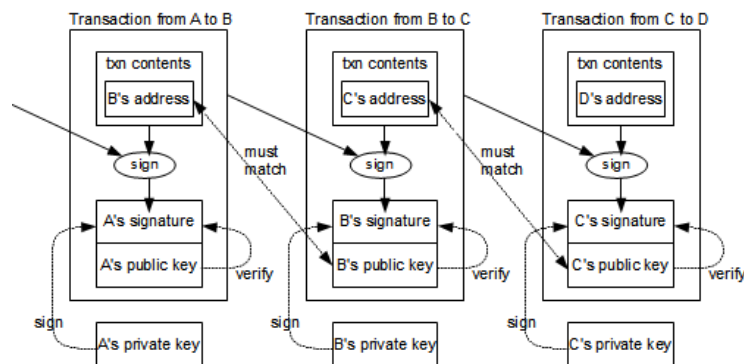 Transaction from A to B
txn contents
B's address
sign
A's signature
A's public key
verify
sign
A's private key
must
match
Transaction from B to C
txn contents
C's address
sign
B's signature
B's public key
verify
sign
B's private key
must
match
Transaction from C to D
txn contents
D's address
sign
C's signature
C's public key
verify
sign
C's private key